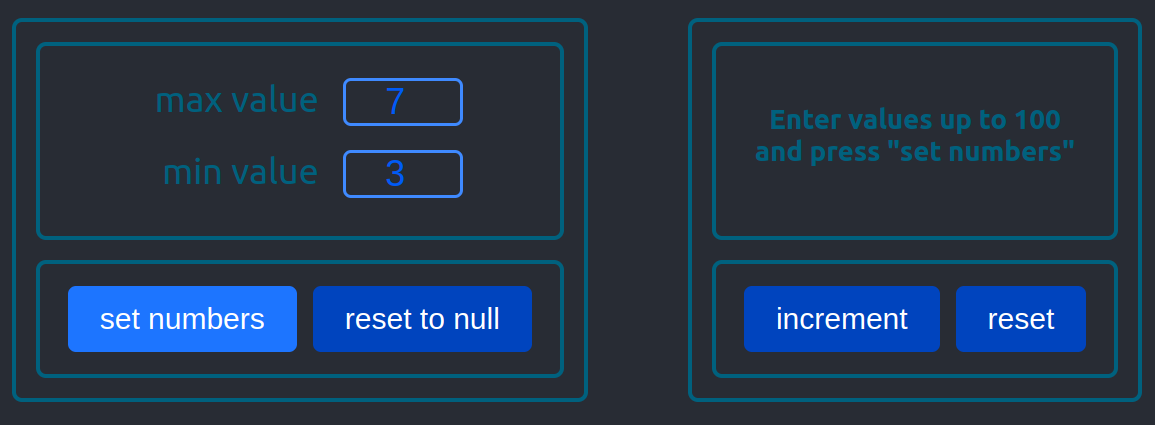 max value 7
min value 3
set numbers reset to null
Enter values up to 100
and press "set numbers"
increment reset